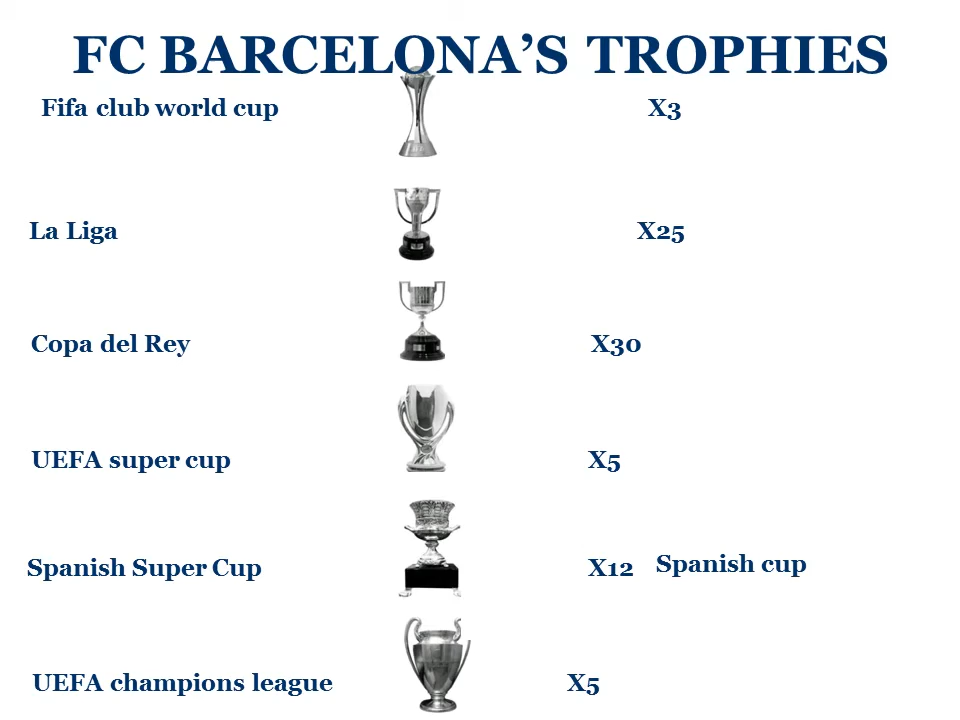 FC BARCELONA’S TROPHIES
Fifa club world cup X3
La Liga X25
Copa del Rey X30
UEFA super cup X5
Spanish Super Cup X12 Spanish cup
UEFA champions league X5